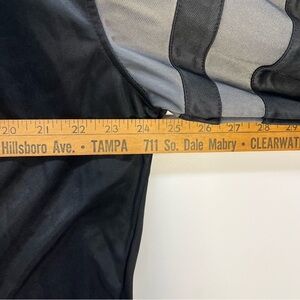 20 21 22 23 24 25 26 27 28 29
Hillsboro Ave. • TAMPA 711 So. Dale Mabry • CLEARWAT